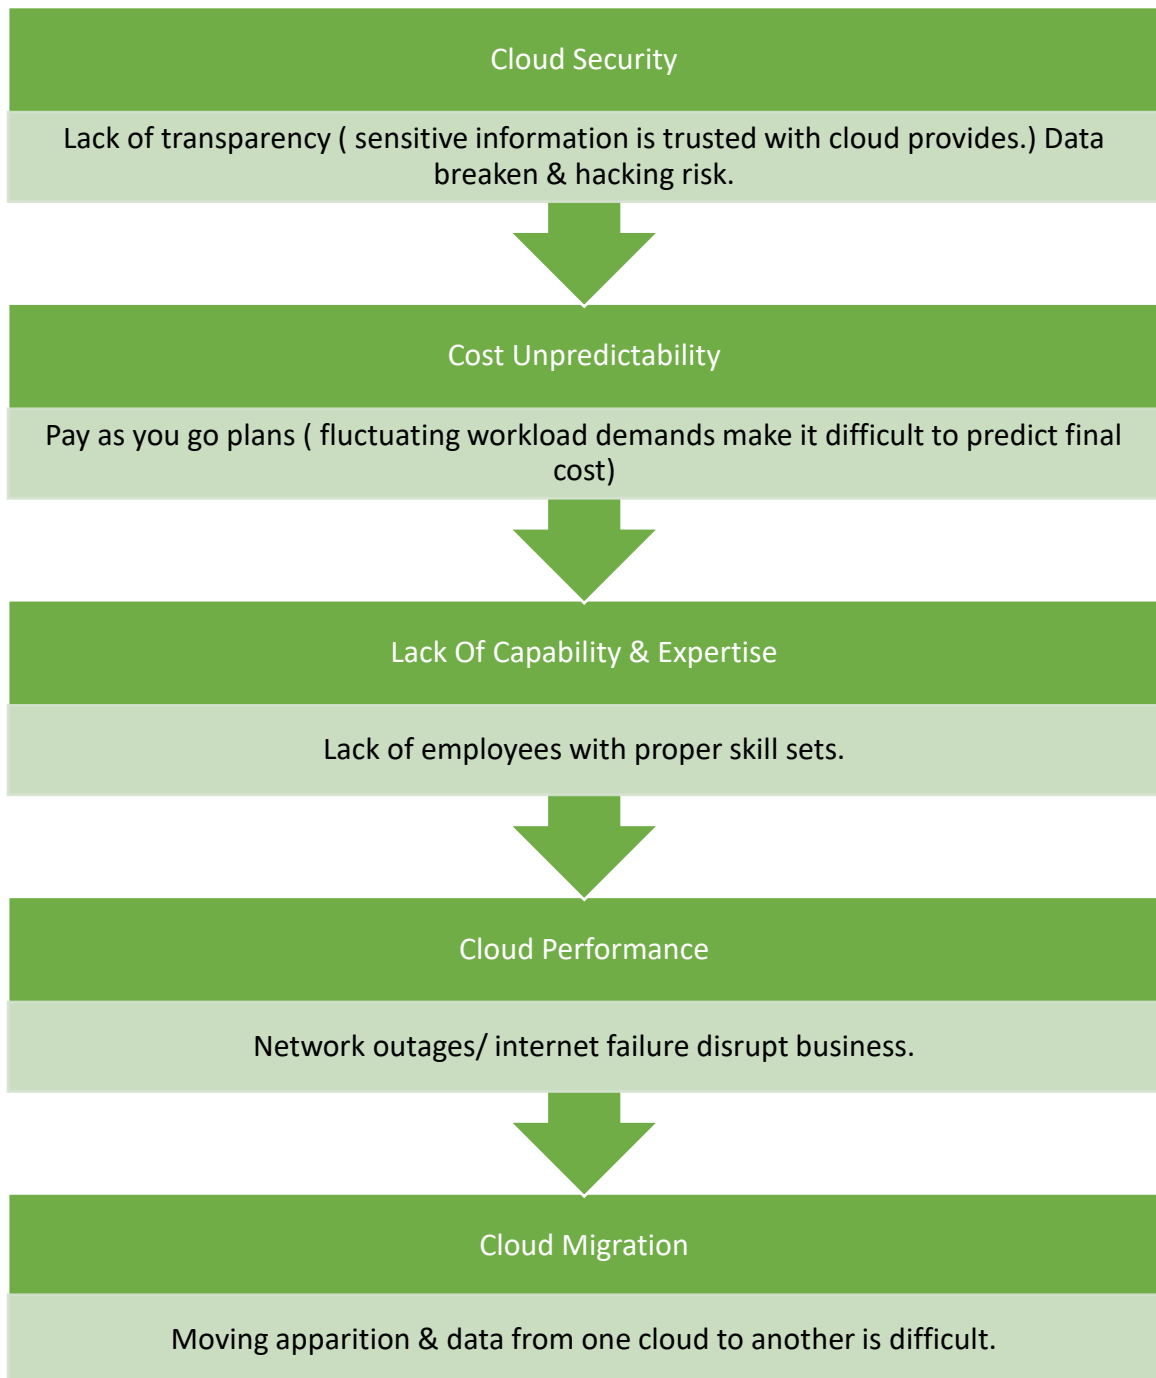 Cloud Security
Lack of transparency ( sensitive information is trusted with cloud provides.) Data
breaken & hacking risk.
Cost Unpredictability
Pay as you go plans ( fluctuating workload demands make it difficult to predict final
cost)
Lack Of Capability & Expertise
Lack of employees with proper skill sets.
Cloud Performance
Network outages/ internet failure disrupt business.
Cloud Migration
Moving apparition & data from one cloud to another is difficult.